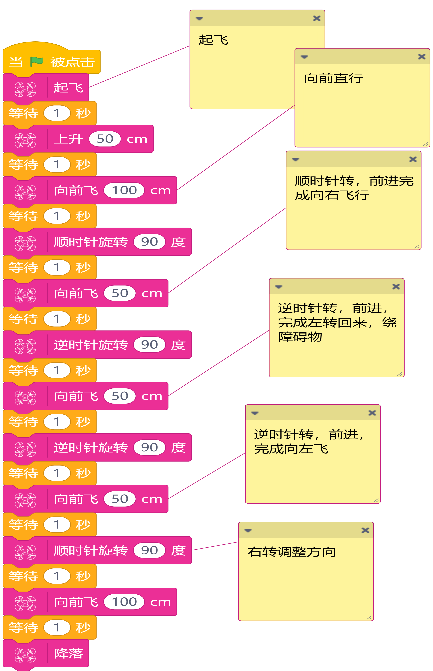 当 被点击
起飞
等待 1 秒
上升 50 cm
等待 1 秒
向前飞 100 cm
等待 1 秒
顺时针旋转 90 度
等待 1 秒
向前飞 50 cm
等待 1 秒
逆时针旋转 90 度
等待 1 秒
向前飞 50 cm
等待 1 秒
逆时针旋转 90 度
等待 1 秒
向前飞 50 cm
等待 1 秒
顺时针旋转 90 度
等待 1 秒
向前飞 100 cm
等待 1 秒
降落
起飞
向前直行
顺时针转，前进完
成向右飞行
逆时针转，前进，
完成左转回来，绕
障碍物
逆时针转，前进，
完成向左飞
右转调整方向